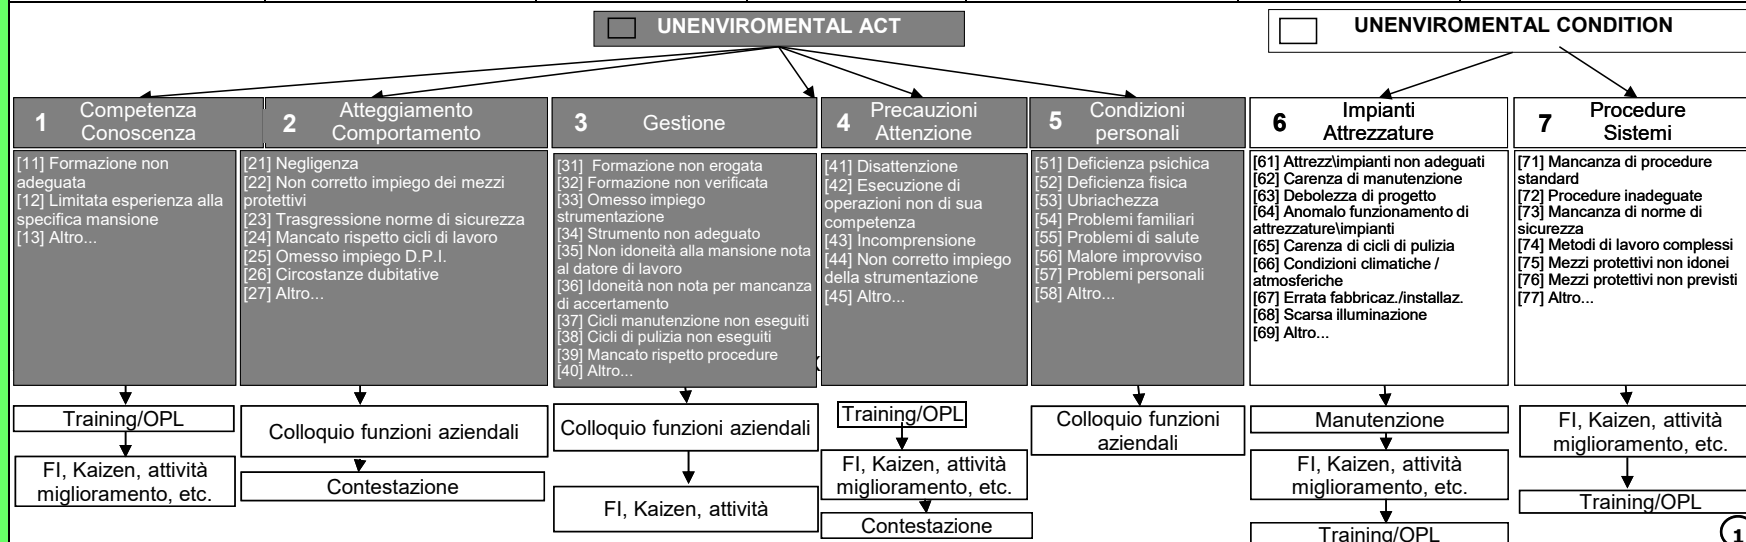 UNENVIROMENTAL ACT
UNENVIROMENTAL CONDITION
1 Competenza
Conoscenza
2 Atteggiamento
Comportamento
3 Gestione
4 Precauzioni
Attenzione
5 Condizioni
personali
6 Impianti
Attrezzature
7 Procedure
Sistemi
[11] Formazione non
adeguata
[12] Limitata esperienza alla
specifica mansione
[13] Altro...
[21] Negligenza
[22] Non corretto impiego dei mezzi
protettivi
[23] Trasgressione norme di sicurezza
[24] Mancato rispetto cicli di lavoro
[25] Omesso impiego D.P.I.
[26] Circostanze dubitative
[27] Altro...
[31] Formazione non erogata
[32] Formazione non verificata
[33] Omesso impiego
strumentazione
[34] Strumento non adeguato
[35] Non idoneità alla mansione nota
al datore di lavoro
[36] Idoneità non nota per mancanza
di accertamento
[37] Cicli manutenzione non eseguiti
[38] Cicli di pulizia non eseguiti
[39] Mancato rispetto procedure
[40] Altro...
[41] Disattenzione
[42] Esecuzione di
operazioni non di sua
competenza
[43] Incomprensione
[44] Non corretto impiego
della strumentazione
[45] Altro...
[51] Deficienza psichica
[52] Deficienza fisica
[53] Ubriachezza
[54] Problemi familiari
[55] Problemi di salute
[56] Malore improvviso
[57] Problemi personali
[58] Altro...
[61] Attrezz\impianti non adeguati
[62] Carenza di manutenzione
[63] Debolezza di progetto
[64] Anomalo funzionamento di
attrezzature\impianti
[65] Carenza di cicli di pulizia
[66] Condizioni climatiche /
atmosferiche
[67] Errata fabbricaz./installaz.
[68] Scarsa illuminazione
[69] Altro...
[71] Mancanza di procedure
standard
[72] Procedure inadeguate
[73] Mancanza di norme di
sicurezza
[74] Metodi di lavoro complessi
[75] Mezzi protettivi non idonei
[76] Mezzi protettivi non previsti
[77] Altro...
Training/OPL
FI, Kaizen, attività
miglioramento, etc.
Colloquio funzioni aziendali
Contestazione
Colloquio funzioni aziendali
FI, Kaizen, attività
Training/OPL
FI, Kaizen, attività
miglioramento, etc.
Contestazione
Colloquio funzioni
aziendali
Manutenzione
FI, Kaizen, attività
miglioramento, etc.
Training/OPL
FI, Kaizen, attività
miglioramento, etc.
Training/OPL
1